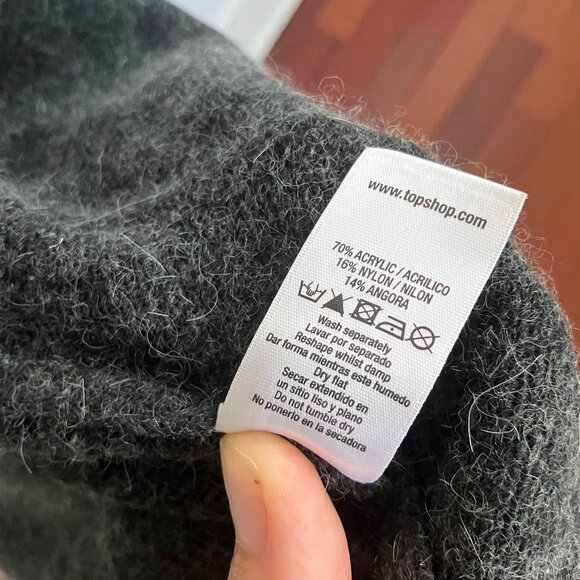 www.topshop.com
70% ACRYLIC / ACRILICO
16% NYLON / NILON
14% ANGORA
Wash separately
Lavar por separado
Reshape whilst damp
Dar forma mientras este humedo
Dry flat
Secar extendido en
un sitio liso y plano
Do not tumble dry
No ponerlo en la secadora